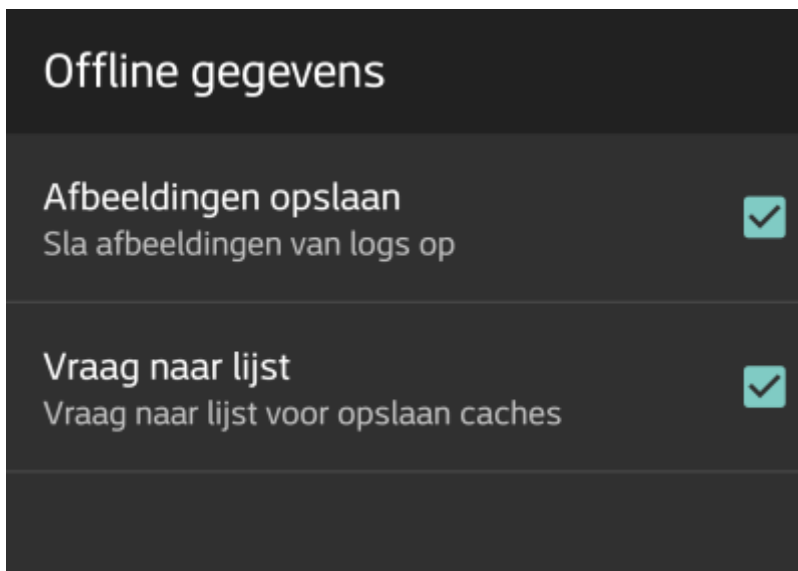 Offline gegevens
Afbeeldingen opslaan
Sla afbeeldingen van logs op
Vraag naar lijst
Vraag naar lijst voor opslaan caches